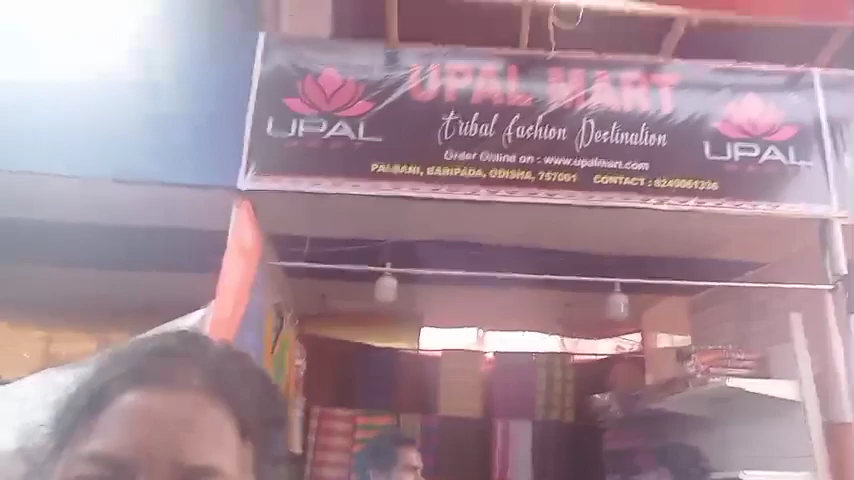 UPAL MART
UPAL
Tribal Fashion Destination
UPAL
Order Online on : www.upalmart.com
PALBANI, BARIPADA, ODISHA, 757001 CONTACT : 8249061336